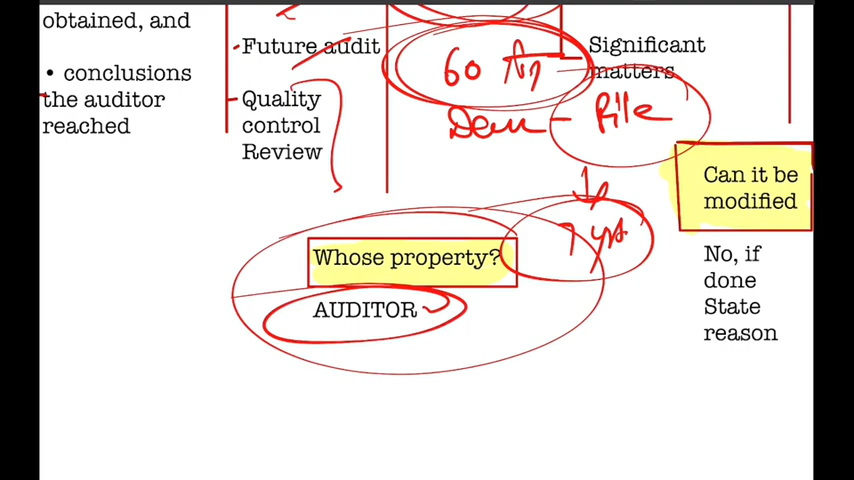 obtained, and
• conclusions
the auditor
reached
Future audit
Quality
control
Review
60
Significant
matters
File
7 yrs
Whose property?
AUDITOR
Can it be
modified
No, if
done
State
reason